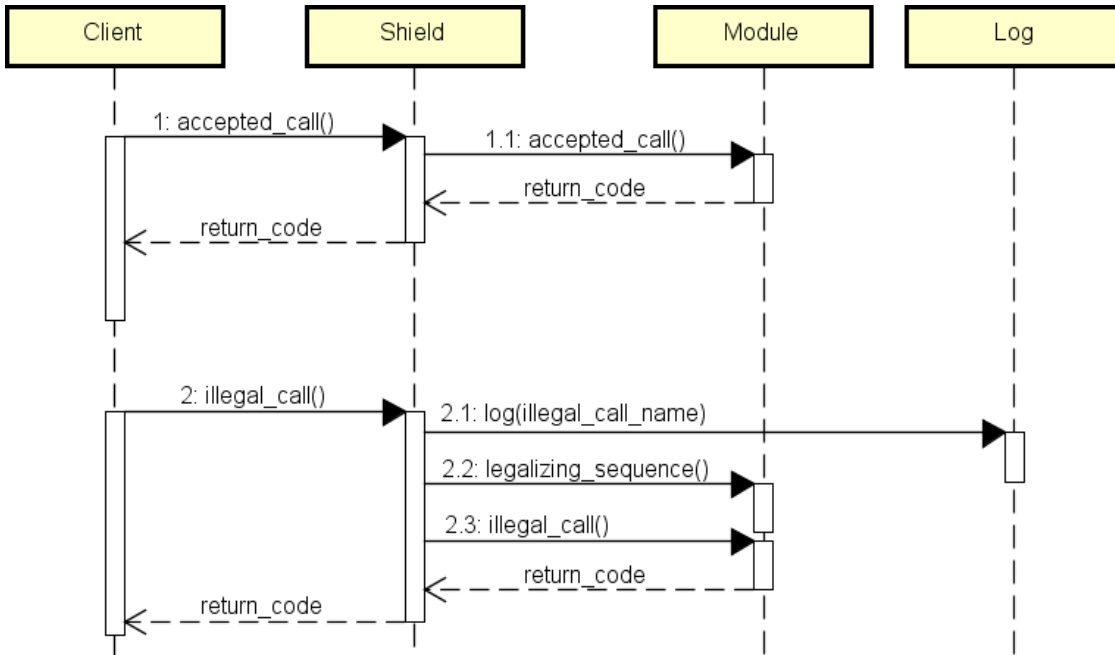 Client
Shield
Module
Log
1: accepted_call()
1.1: accepted_call()
return_code
return_code
2: illegal_call()
2.1: log(illegal_call_name)
2.2: legalizing_sequence()
2.3: illegal_call()
return_code
return_code